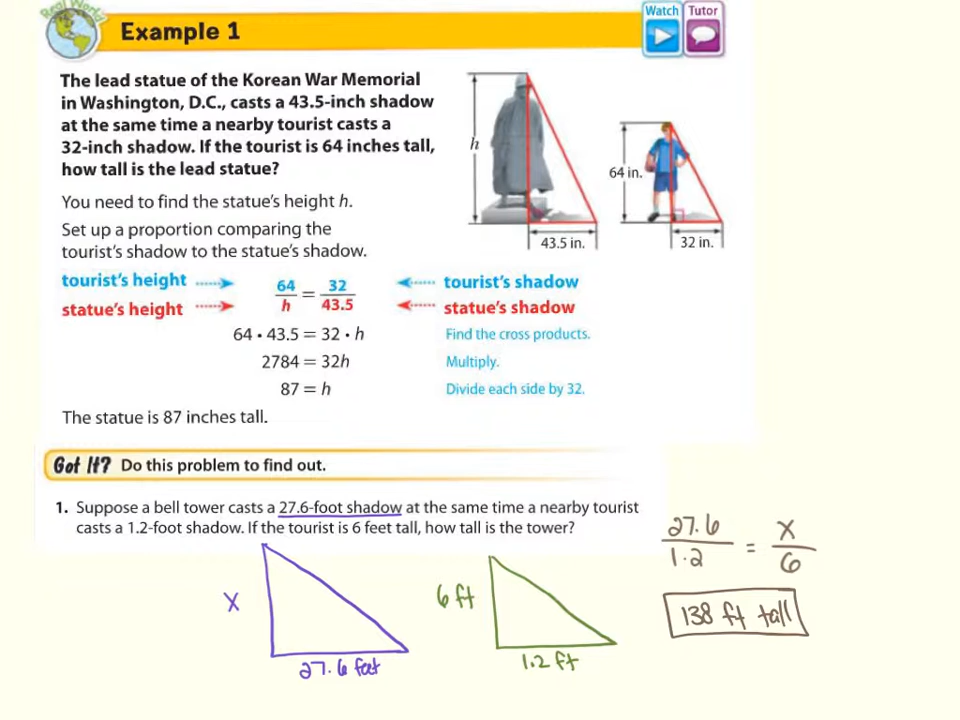 Real World
Example 1
Watch Tutor
The lead statue of the Korean War Memorial
in Washington, D.C., casts a 43.5-inch shadow
at the same time a nearby tourist casts a
32-inch shadow. If the tourist is 64 inches tall,
how tall is the lead statue?
h
64 in.
43.5 in.
32 in.
You need to find the statue's height h.
Set up a proportion comparing the
tourist's shadow to the statue's shadow.
tourist's height 64/h = 32/43.5 tourist's shadow
statue's height statue's shadow
64 • 43.5 = 32 • h Find the cross products.
2784 = 32h Multiply.
87 = h Divide each side by 32.
The statue is 87 inches tall.
Got It? Do this problem to find out.
1. Suppose a bell tower casts a 27.6-foot shadow at the same time a nearby tourist
casts a 1.2-foot shadow. If the tourist is 6 feet tall, how tall is the tower?
27.6/1.2 = x/6
138 ft tall
x
27.6 feet
6 ft
1.2 ft